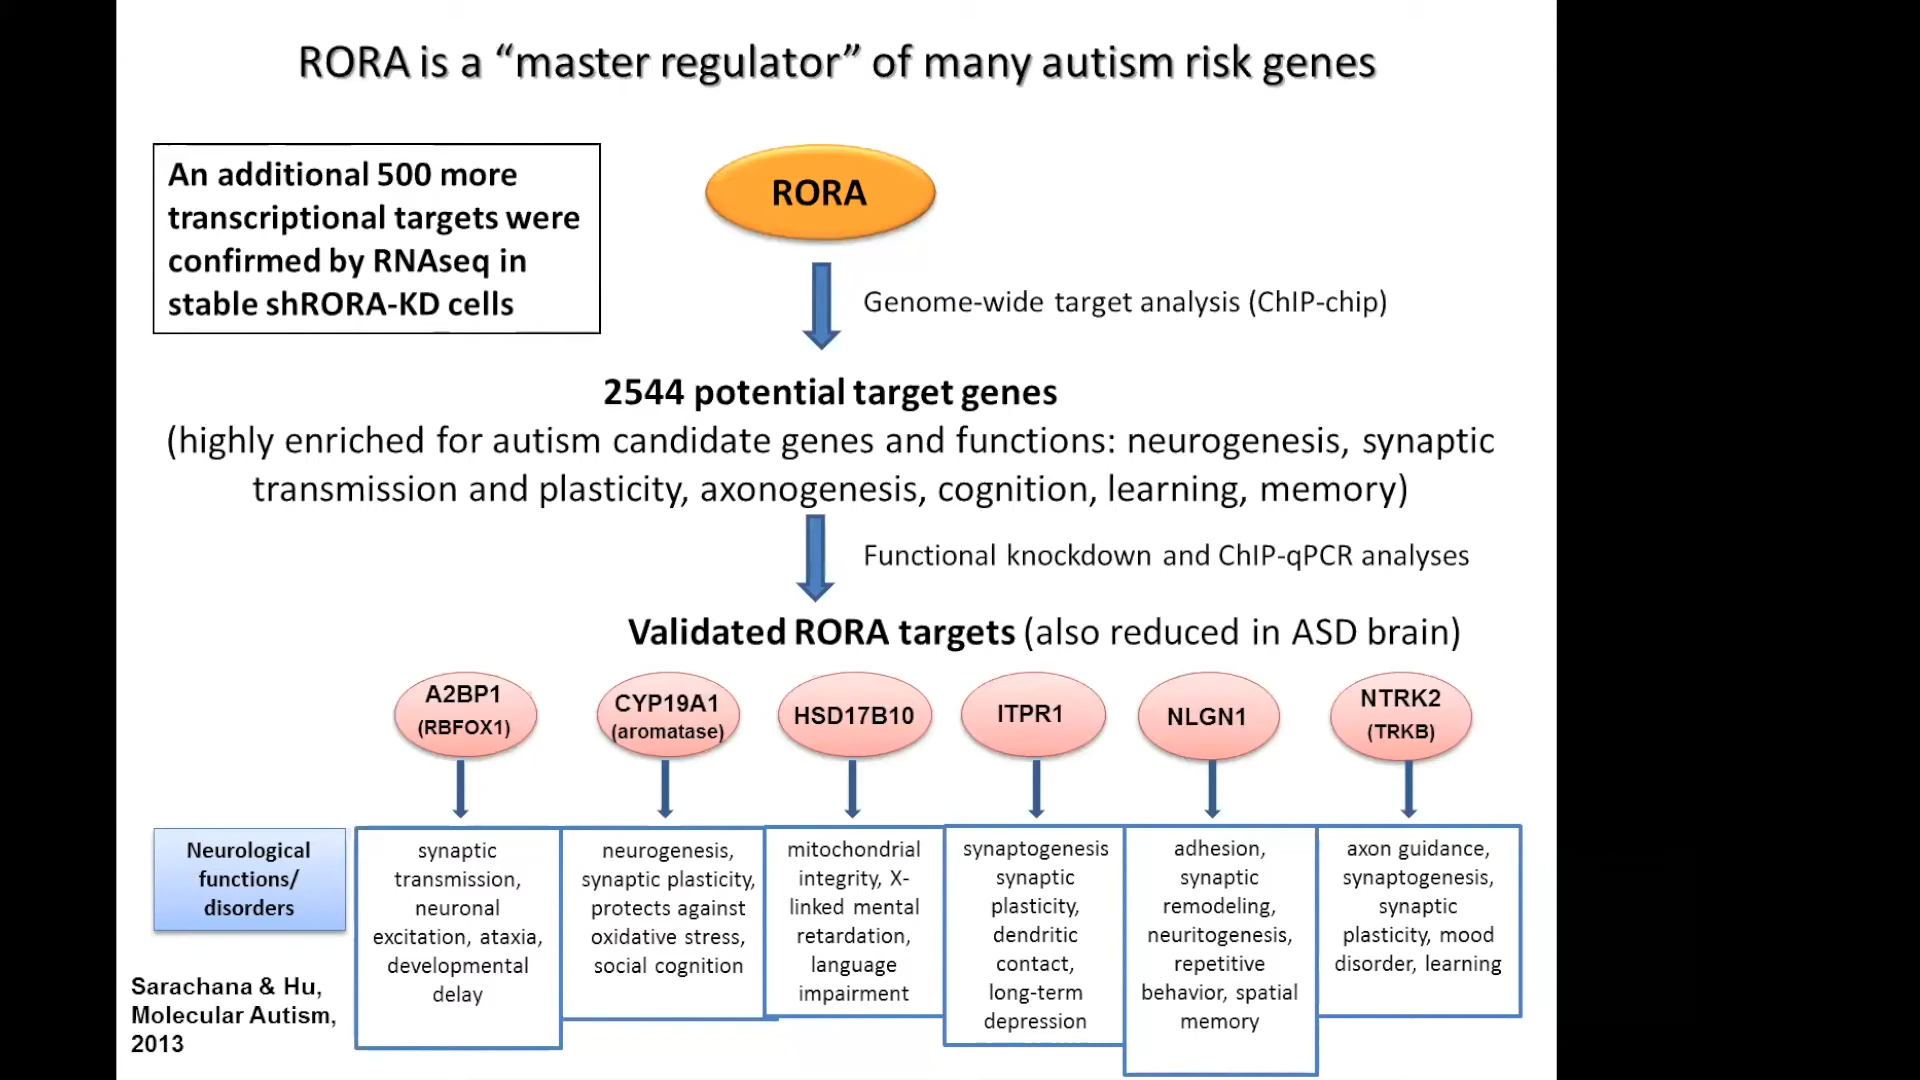 RORA is a “master regulator” of many autism risk genes
An additional 500 more
transcriptional targets were
confirmed by RNAseq in
stable shRORA-KD cells
RORA
Genome-wide target analysis (ChIP-chip)
2544 potential target genes
(highly enriched for autism candidate genes and functions: neurogenesis, synaptic
transmission and plasticity, axonogenesis, cognition, learning, memory)
Functional knockdown and ChIP-qPCR analyses
Validated RORA targets (also reduced in ASD brain)
A2BP1
(RBFOX1)
CYP19A1
(aromatase)
HSD17B10
ITPR1
NLGN1
NTRK2
(TRKB)
Neurological
functions/
disorders
synaptic
transmission,
neuronal
excitation, ataxia,
developmental
delay
neurogenesis,
synaptic plasticity,
protects against
oxidative stress,
social cognition
mitochondrial
integrity, X-
linked mental
retardation,
language
impairment
synaptogenesis
synaptic
plasticity,
dendritic
contact,
long-term
depression
adhesion,
synaptic
remodeling,
neuritogenesis,
repetitive
behavior, spatial
memory
axon guidance,
synaptogenesis,
synaptic
plasticity, mood
disorder, learning
Sarachana & Hu,
Molecular Autism,
2013